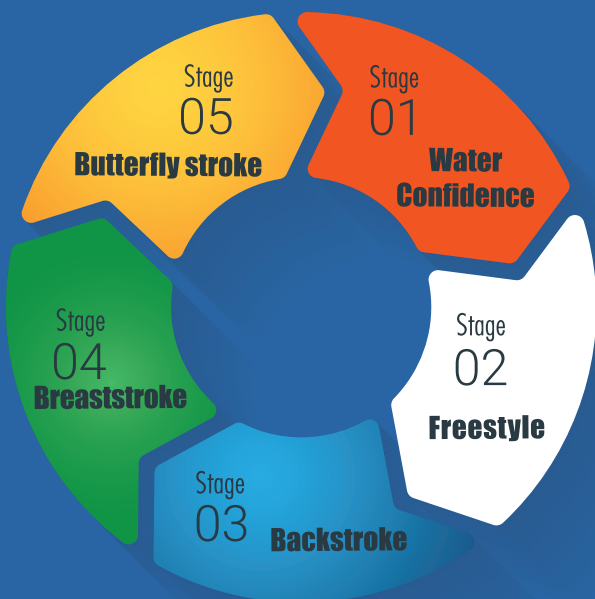 Stage
01
Water
Confidence
Stage
02
Freestyle
Stage
03
Backstroke
Stage
04
Breaststroke
Stage
05
Butterfly stroke